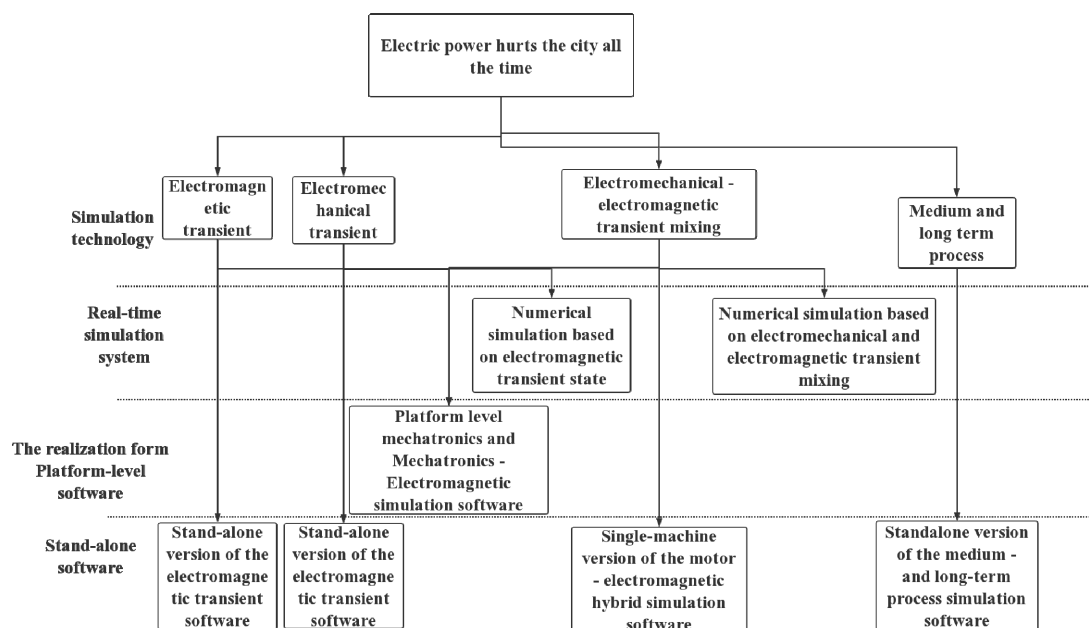 Electric power hurts the city all
the time
Electromagn
etic
transient
Electromec
hanical
transient
Electromechanical -
electromagnetic
transient mixing
Medium and
long term
process
Simulation
technology
Real-time
simulation
system
Numerical
simulation based
on electromagnetic
transient state
Numerical simulation based
on electromechanical and
electromagnetic transient
mixing
The realization form
Platform-level
software
Platform level
mechatronics and
Mechatronics -
Electromagnetic
simulation software
Stand-alone
software
Stand-alone
version of the
electromagne
tic transient
software
Stand-alone
version of the
electromagne
tic transient
software
Single-machine
version of the motor
- electromagnetic
hybrid simulation
software
Standalone version
of the medium -
and long-term
process simulation
software